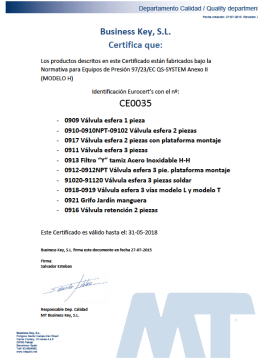 Departamento Calidad / Quality department
Business Key, S.L.
Certifica que:
Los productos descritos en este Certificado están fabricados bajo la
Normativa para Equipos de Presión 97/23/EC QS-SYSTEM Anexo II
(MODELO H)
Identificación Eurocert's con el nº:
CE0035
- 0909 Válvula esfera 1 pieza
- 0910-0910NPT-09102 Válvula esfera 2 piezas
- 0917 Válvula esfera 2 piezas con plataforma montaje
- 0911 Válvula esfera 3 piezas
- 0913 Filtro "Y" tamiz Acero Inoxidable H-H
- 0912-0912NPT Válvula esfera 3 pie. plataforma montaje
- 91020-91120 Válvula esfera 3 piezas soldar
- 0918-0919 Válvula esfera 3 vías modelo L y modelo T
- 0921 Grifo Jardín manguera
- 0916 Válvula retención 2 piezas
Este Certificado es válido hasta el: 31-05-2018
Business Key, S.L. firma este documento en fecha 27-07-2015
Firma:
Salvador Esteban
Responsable Dep. Calidad
MT Business Key, S.L.
MT
Business Key, S.L.